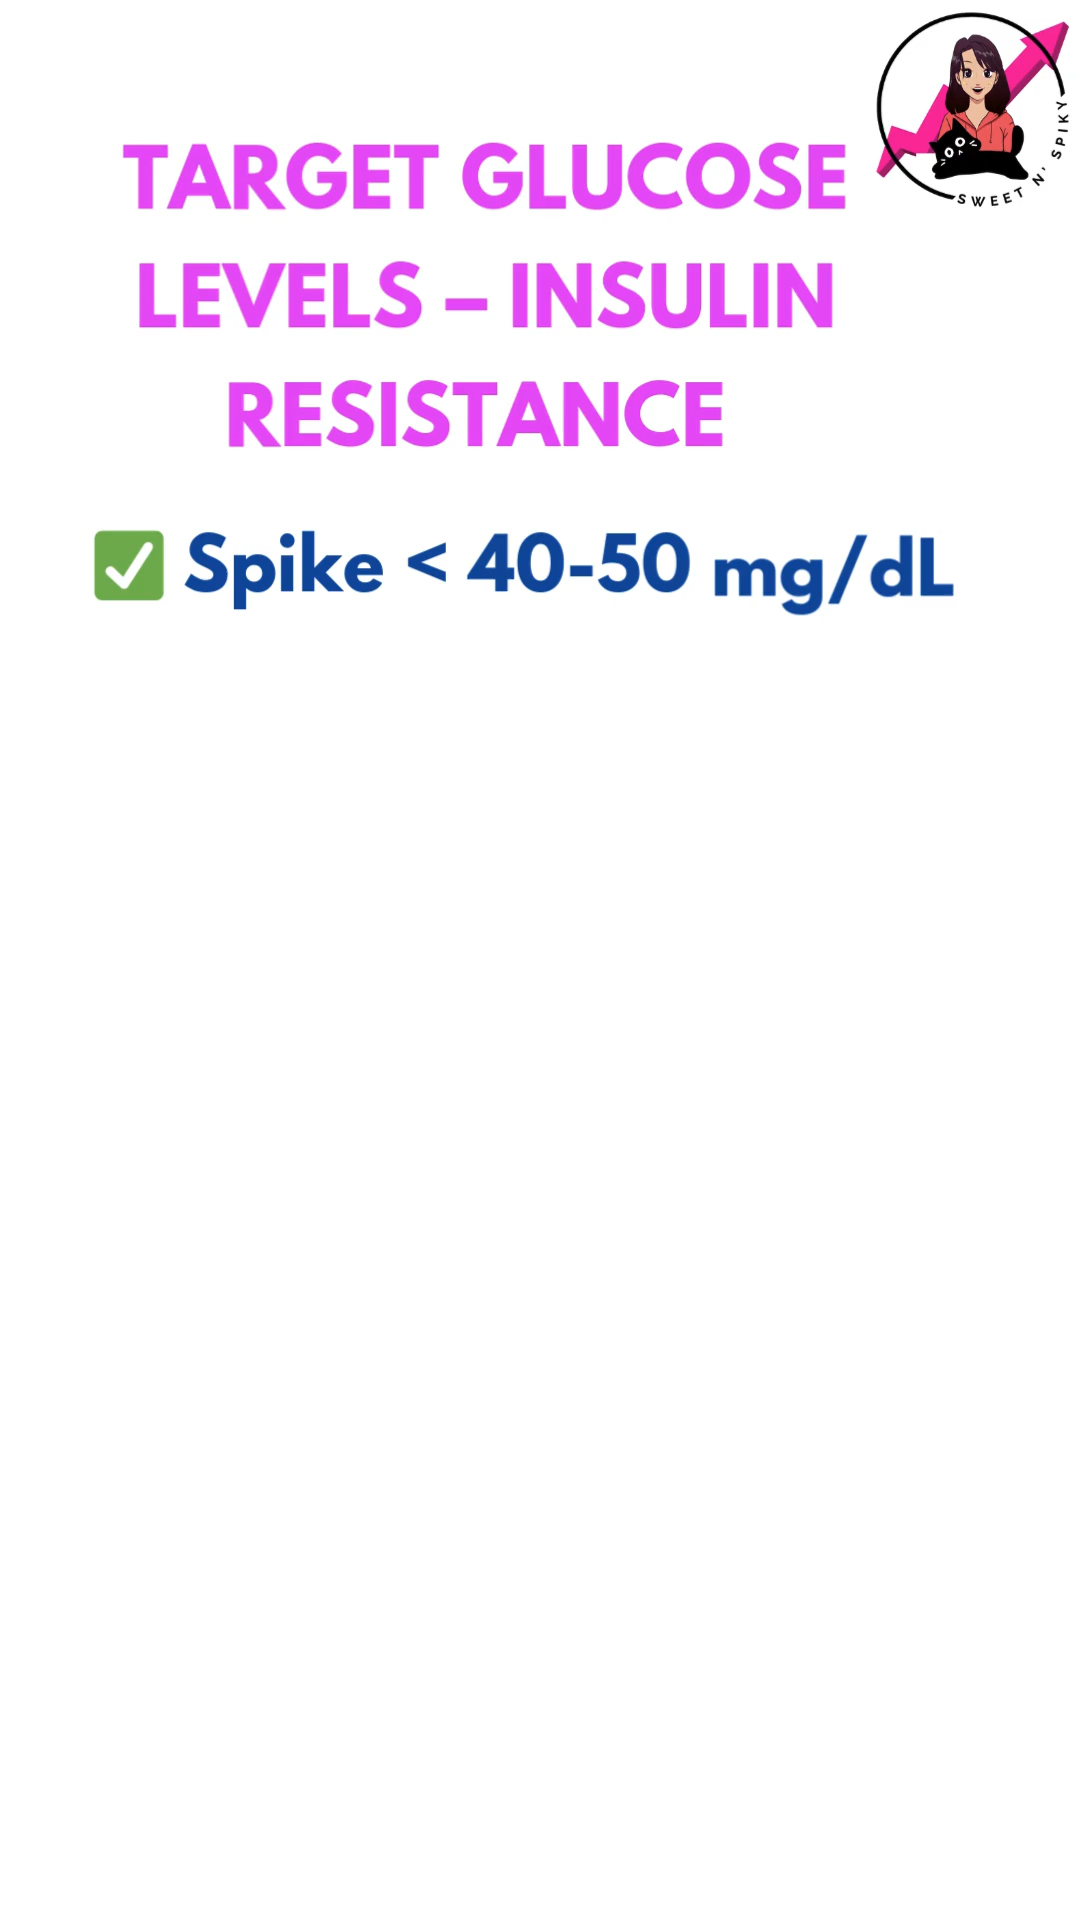 TARGET GLUCOSE
LEVELS – INSULIN
RESISTANCE
✅ Spike < 40-50 mg/dL
SWEET N' SPIKY